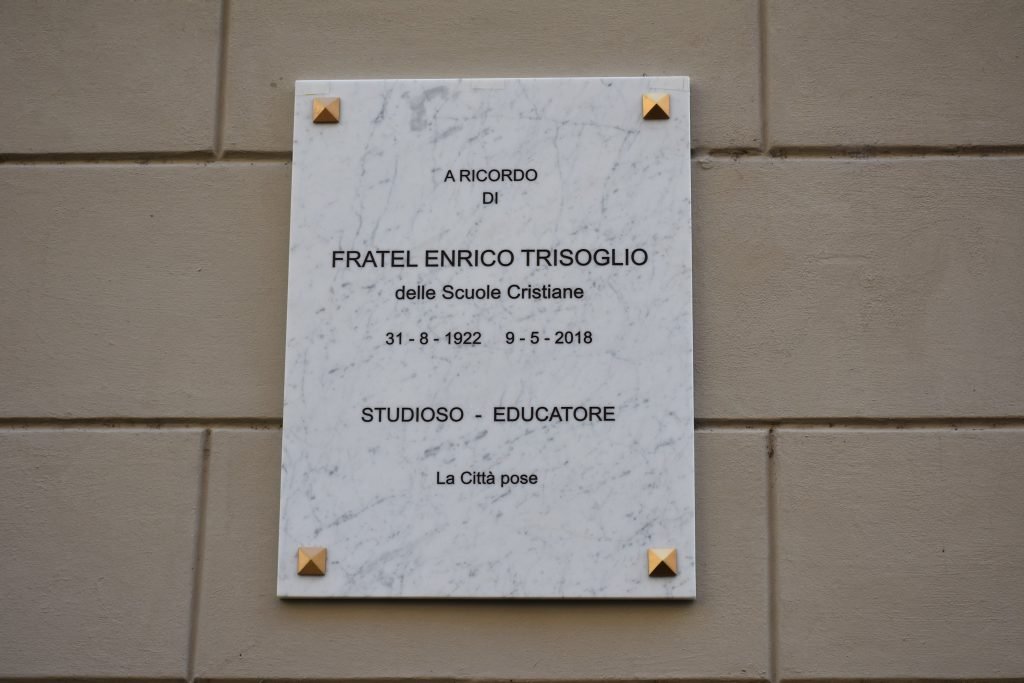 A RICORDO
DI
FRATEL ENRICO TRISOGLIO
delle Scuole Cristiane
31 - 8 - 1922 9 - 5 - 2018
STUDIOSO - EDUCATORE
La Città pose